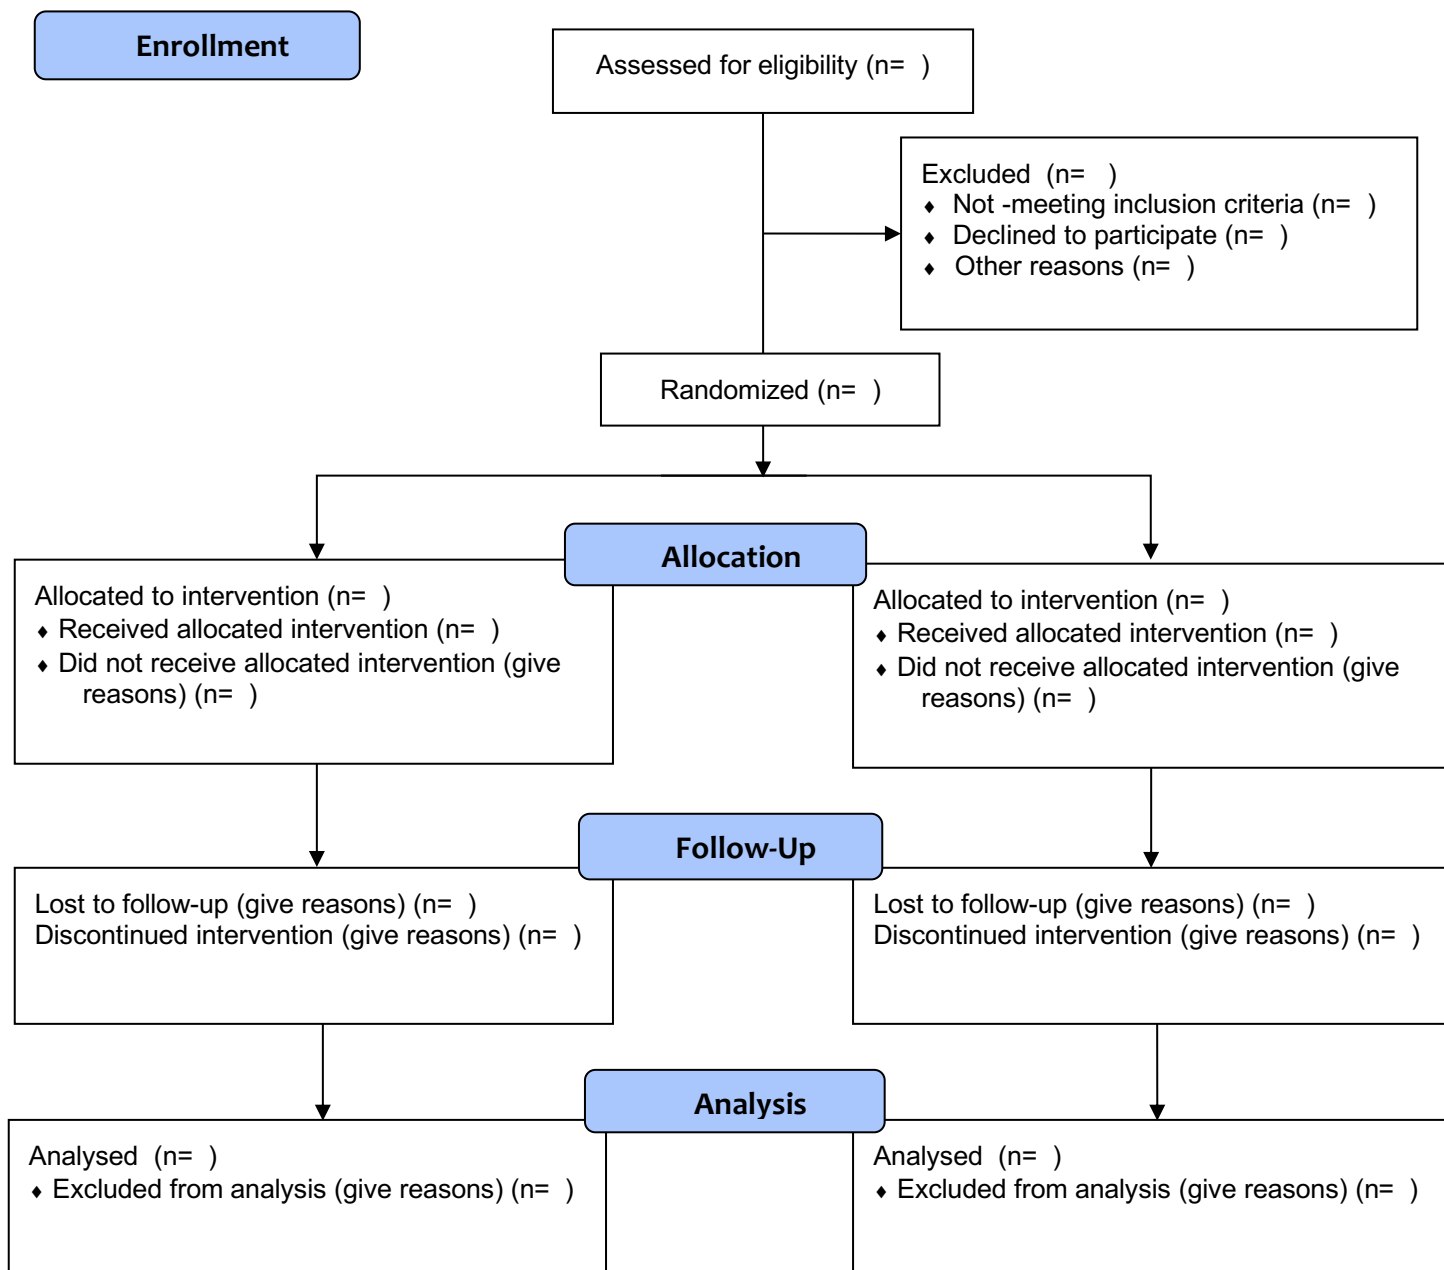 Enrollment
Assessed for eligibility (n=  )
Excluded  (n=   )
♦ Not -meeting inclusion criteria (n=  )
♦ Declined to participate (n=  )
♦ Other reasons (n=  )
Randomized (n=  )
Allocation
Allocated to intervention (n=  )
♦ Received allocated intervention (n=  )
♦ Did not receive allocated intervention (give
reasons) (n=  )
Allocated to intervention (n=  )
♦ Received allocated intervention (n=  )
♦ Did not receive allocated intervention (give
reasons) (n=  )
Follow-Up
Lost to follow-up (give reasons) (n=  )
Discontinued intervention (give reasons) (n=  )
Lost to follow-up (give reasons) (n=  )
Discontinued intervention (give reasons) (n=  )
Analysis
Analysed  (n=  )
♦ Excluded from analysis (give reasons) (n=  )
Analysed  (n=  )
♦ Excluded from analysis (give reasons) (n=  )